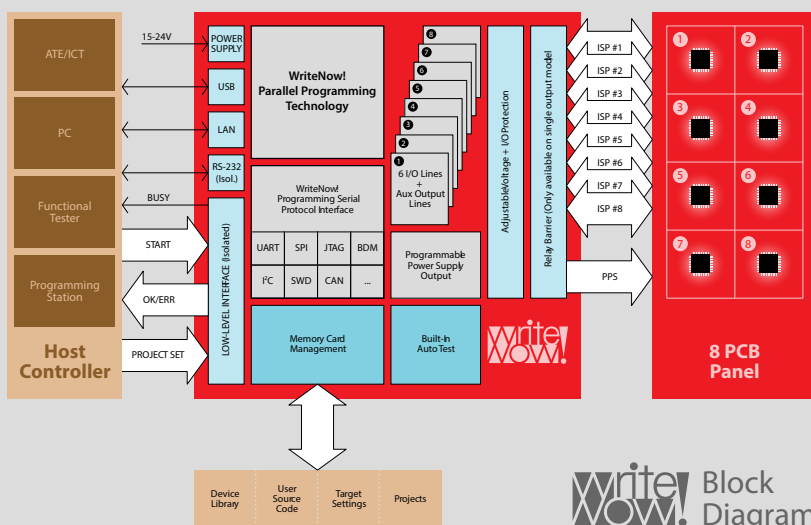 ATE/ICT
PC
Functional
Tester
Programming
Station
Host
Controller
15-24V
BUSY
START
OK/ERR
PROJECT SET
POWER
SUPPLY
USB
LAN
RS-232
(Isol.)
LOW-LEVEL INTERFACE (Isolated)
WriteNow!
Parallel Programming
Technology
WriteNow!
Programming Serial
Protocol Interface
UART SPI JTAG BDM
I²C SWD CAN ...
Memory Card
Management
8
7
6
5
4
3
2
1
6 I/O Lines
+
Aux Output
Lines
Programmable
Power Supply
Output
Built-In
Auto Test
Adjustable Voltage + I/O Protection
Relay Barrier (Only available on single output model)
write
NOW!
ISP #1
ISP #2
ISP #3
ISP #4
ISP #5
ISP #6
ISP #7
ISP #8
PPS
1 2
3 4
5 6
7 8
8 PCB
Panel
Device
Library
User
Source
Code
Target
Settings
Projects
write
NOW!
Block
Diagram